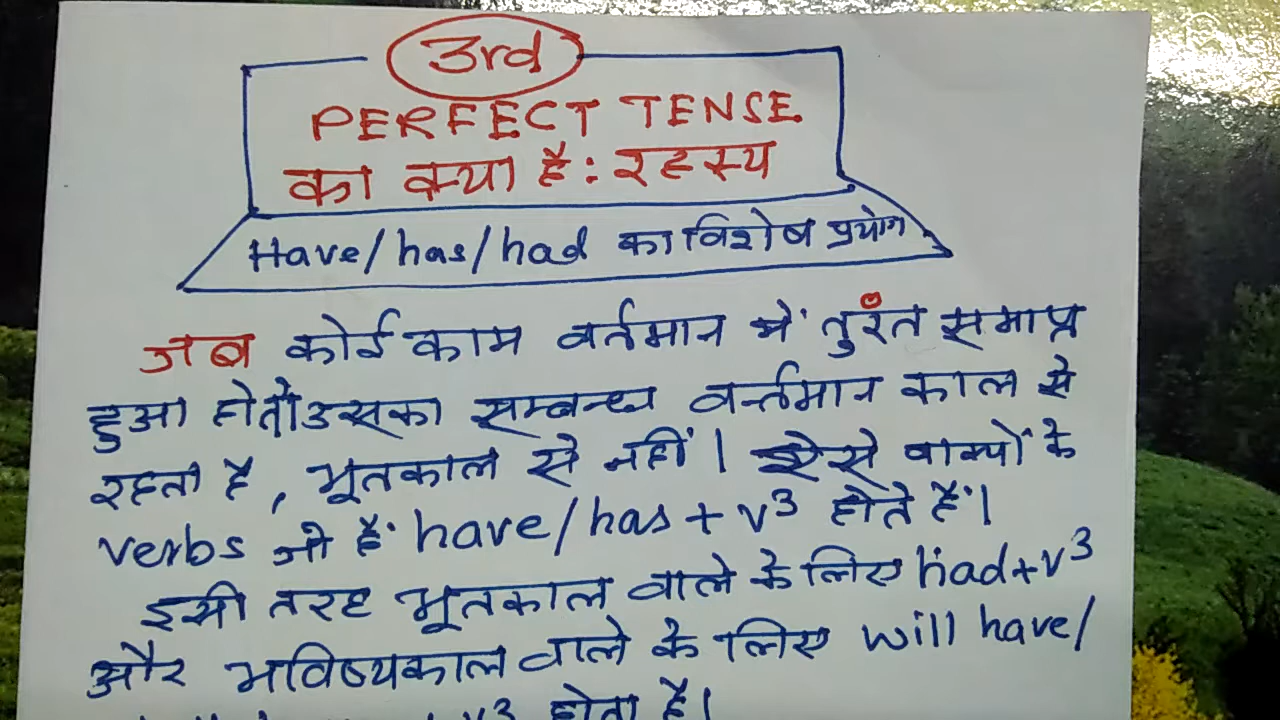 3rd
PERFECT TENSE
का क्या है: रहस्य
Have/has/had का विशेष प्रयोग
जब कोई काम वर्तमान में तुरँत समाप्त
हुआ हो तो उसका सम्बन्ध वर्न्तमान काल से
रहता है, भूतकाल से नहीं। ऐसे वाक्यों के
verbs जो हैं have/has+v3 होते हैं।
इसी तरह भूतकाल वाले के लिए had+v3
और भविष्यकाल वाले के लिए will have/
v3 होता है।